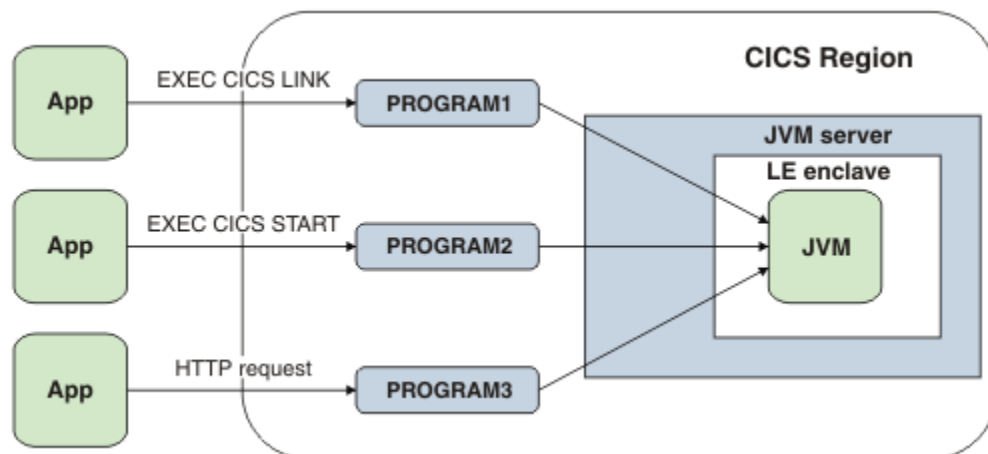 CICS Region
App
EXEC CICS LINK
PROGRAM1
JVM server
LE enclave
App
EXEC CICS START
PROGRAM2
JVM
App
HTTP request
PROGRAM3